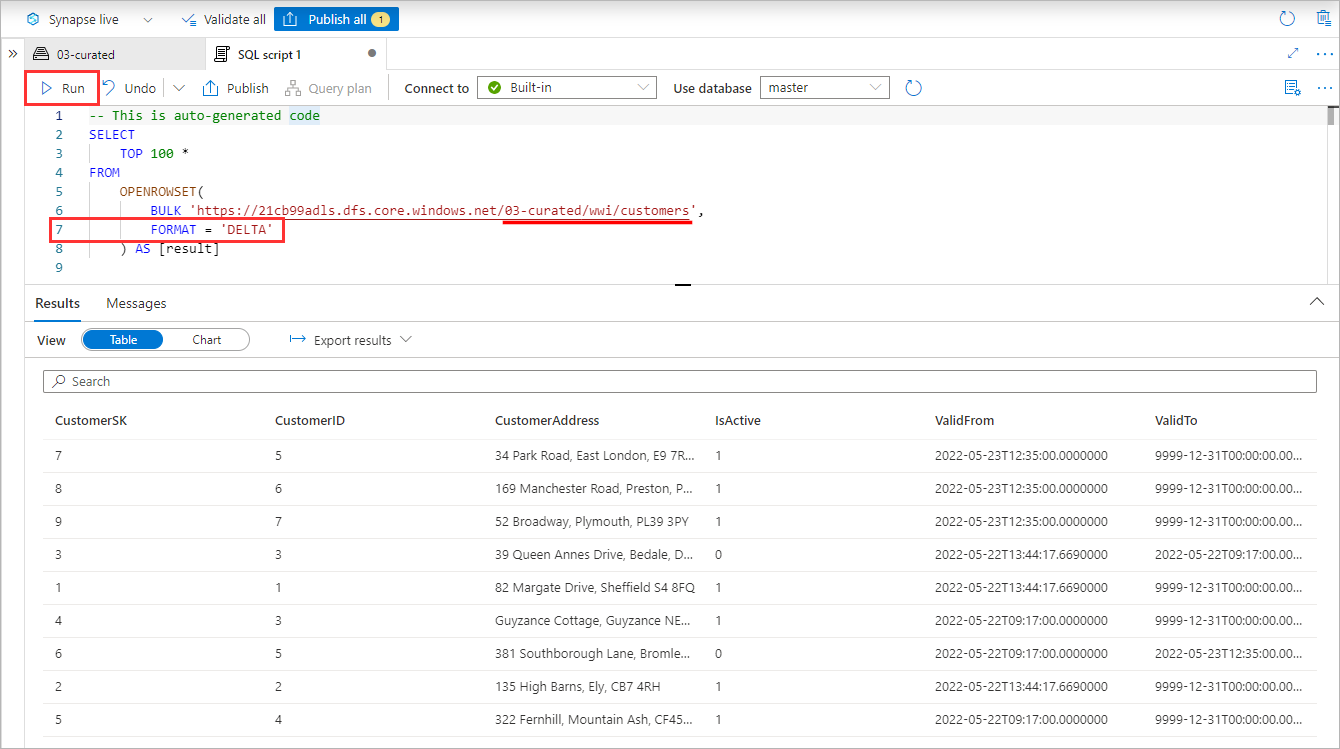 Synapse live Validate all Publish all 1
03-curated SQL script 1
Run Undo Publish Query plan Connect to Built-in Use database master
1 -- This is auto-generated code
2 SELECT
3 TOP 100 *
4 FROM
5 OPENROWSET(
6 BULK 'https://21cb99adls.dfs.core.windows.net/03-curated/wwi/customers',
7 FORMAT = 'DELTA'
8 ) AS [result]
9
Results Messages
View Table Chart Export results
Search
CustomerSK CustomerID CustomerAddress IsActive ValidFrom ValidTo
7 5 34 Park Road, East London, E9 7R... 1 2022-05-23T12:35:00.0000000 9999-12-31T00:00:00.00...
8 6 169 Manchester Road, Preston, P... 1 2022-05-23T12:35:00.0000000 9999-12-31T00:00:00.00...
9 7 52 Broadway, Plymouth, PL39 3PY 1 2022-05-23T12:35:00.0000000 9999-12-31T00:00:00.00...
3 3 39 Queen Annes Drive, Bedale, D... 0 2022-05-22T13:44:17.6690000 2022-05-22T09:17:00.00...
1 1 82 Margate Drive, Sheffield S4 8FQ 1 2022-05-22T13:44:17.6690000 9999-12-31T00:00:00.00...
4 3 Guyzance Cottage, Guyzance NE... 1 2022-05-22T09:17:00.0000000 9999-12-31T00:00:00.00...
6 5 381 Southborough Lane, Bromle... 0 2022-05-22T09:17:00.0000000 2022-05-23T12:35:00.00...
2 2 135 High Barns, Ely, CB7 4RH 1 2022-05-22T13:44:17.6690000 9999-12-31T00:00:00.00...
5 4 322 Fernhill, Mountain Ash, CF45... 1 2022-05-22T09:17:00.0000000 9999-12-31T00:00:00.00...